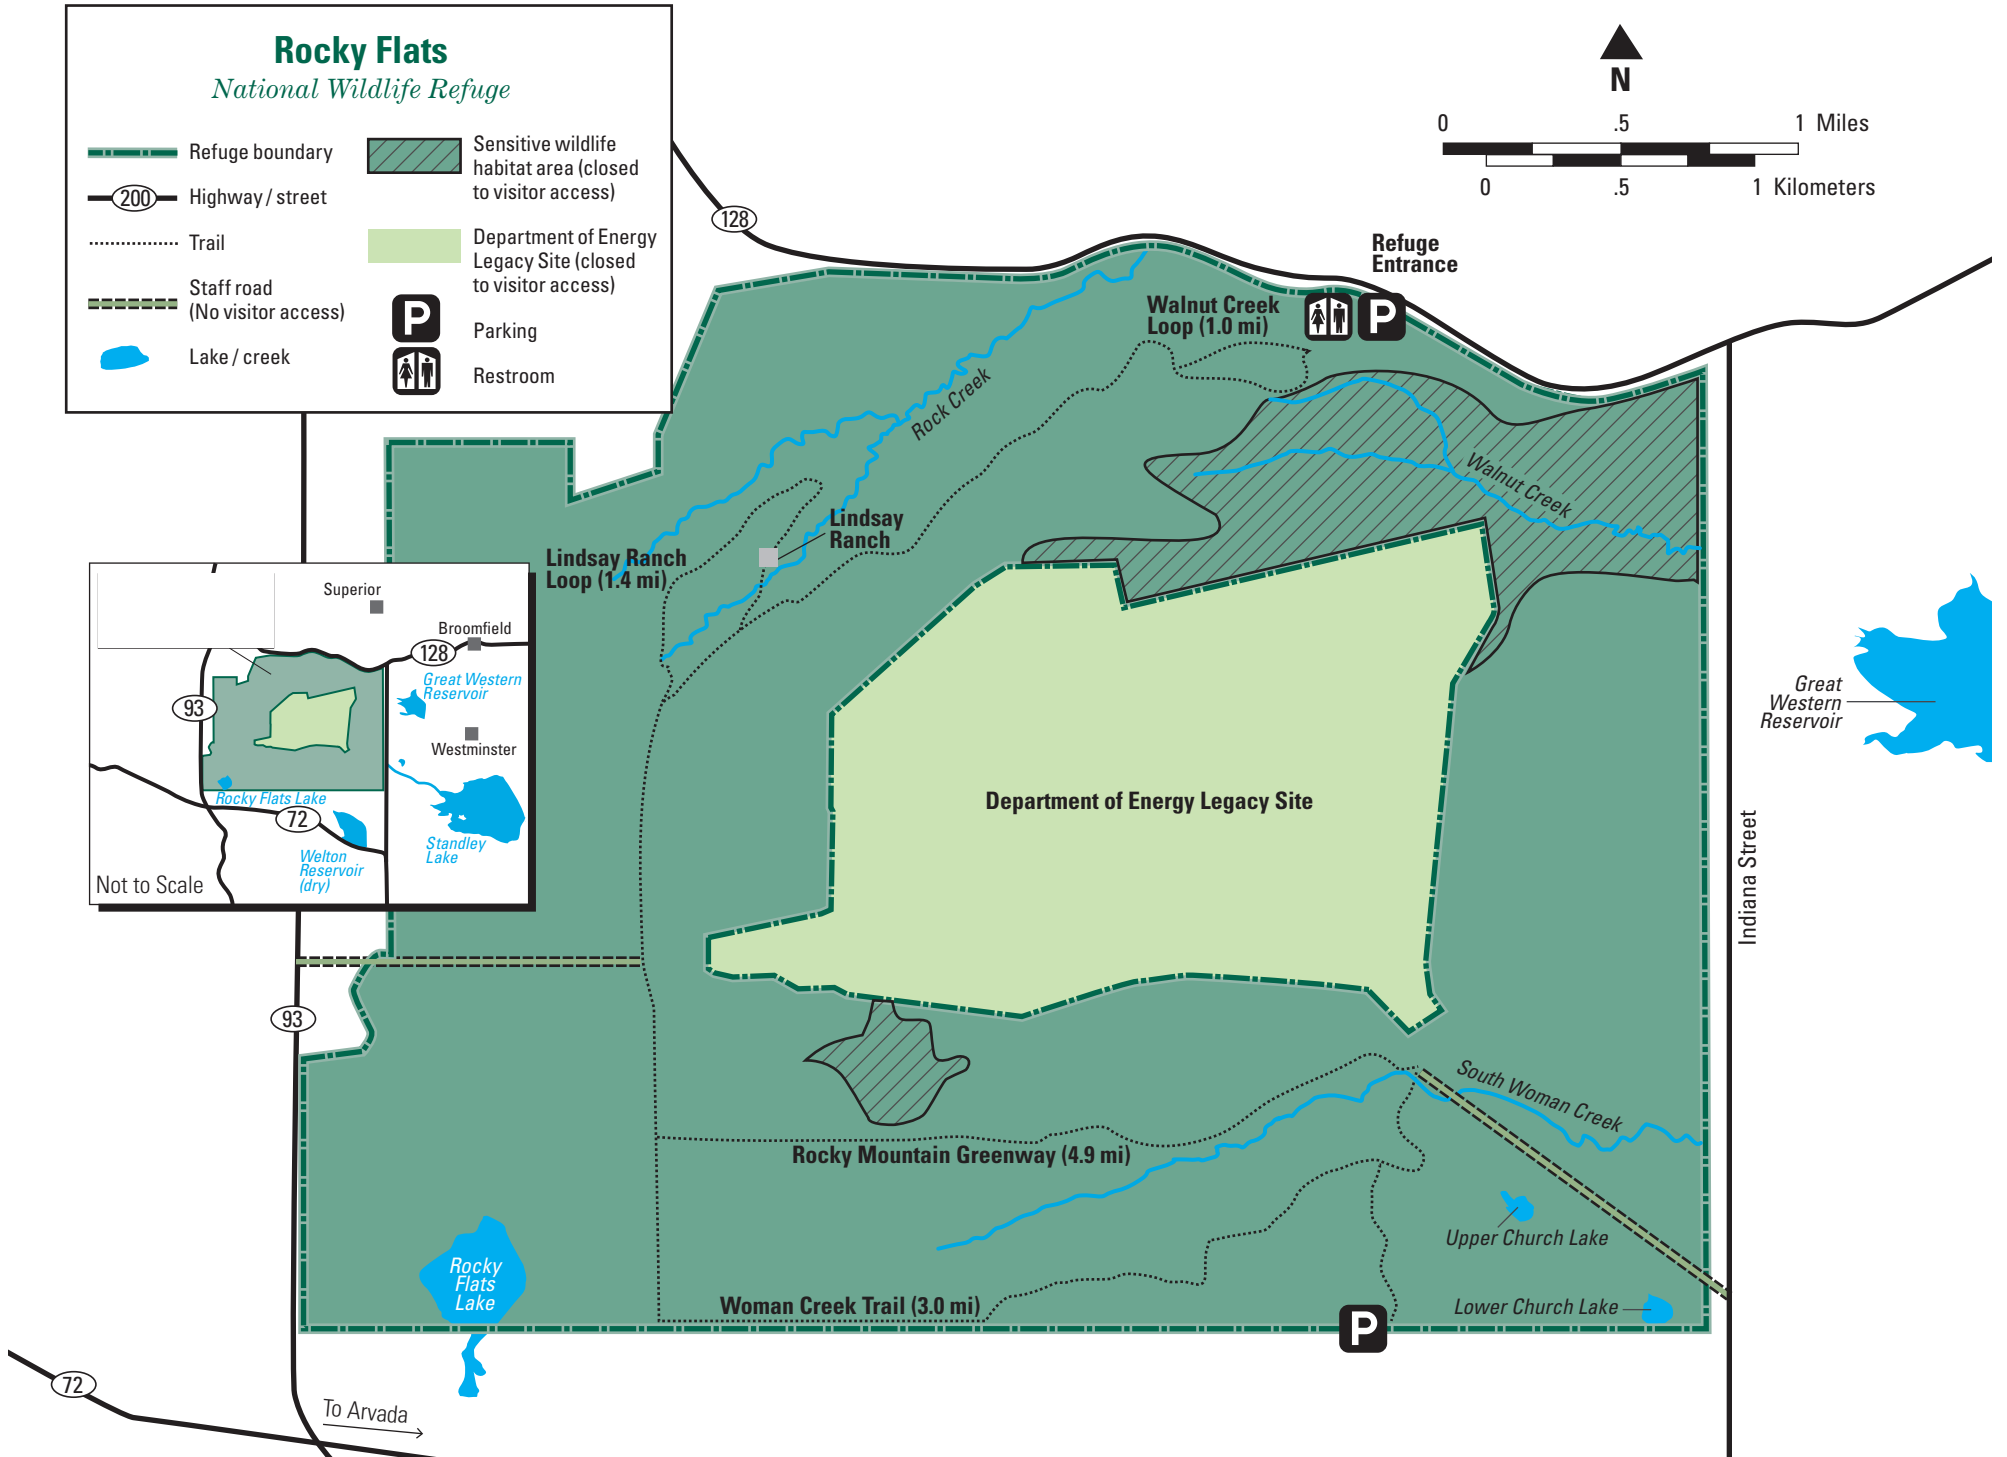 Rocky Flats
National Wildlife Refuge
Refuge boundary
200
Highway / street
Trail
Staff road
(No visitor access)
Lake / creek
Sensitive wildlife
habitat area (closed
to visitor access)
Department of Energy
Legacy Site (closed
to visitor access)
P
Parking
Restroom
N
0 .5 1 Miles
0 .5 1 Kilometers
128
Refuge
Entrance
P
Walnut Creek
Loop (1.0 mi)
Rock Creek
Walnut Creek
Lindsay
Ranch
Lindsay Ranch
Loop (1.4 mi)
Superior
Broomfield
128
Great Western
Reservoir
93
Westminster
Rocky Flats Lake
72
Standley
Lake
Welton
Reservoir
(dry)
Not to Scale
Great
Western
Reservoir
Department of Energy Legacy Site
Indiana Street
93
South Woman Creek
Rocky Mountain Greenway (4.9 mi)
Upper Church Lake
Rocky
Flats
Lake
Woman Creek Trail (3.0 mi)
Lower Church Lake
P
72
To Arvada